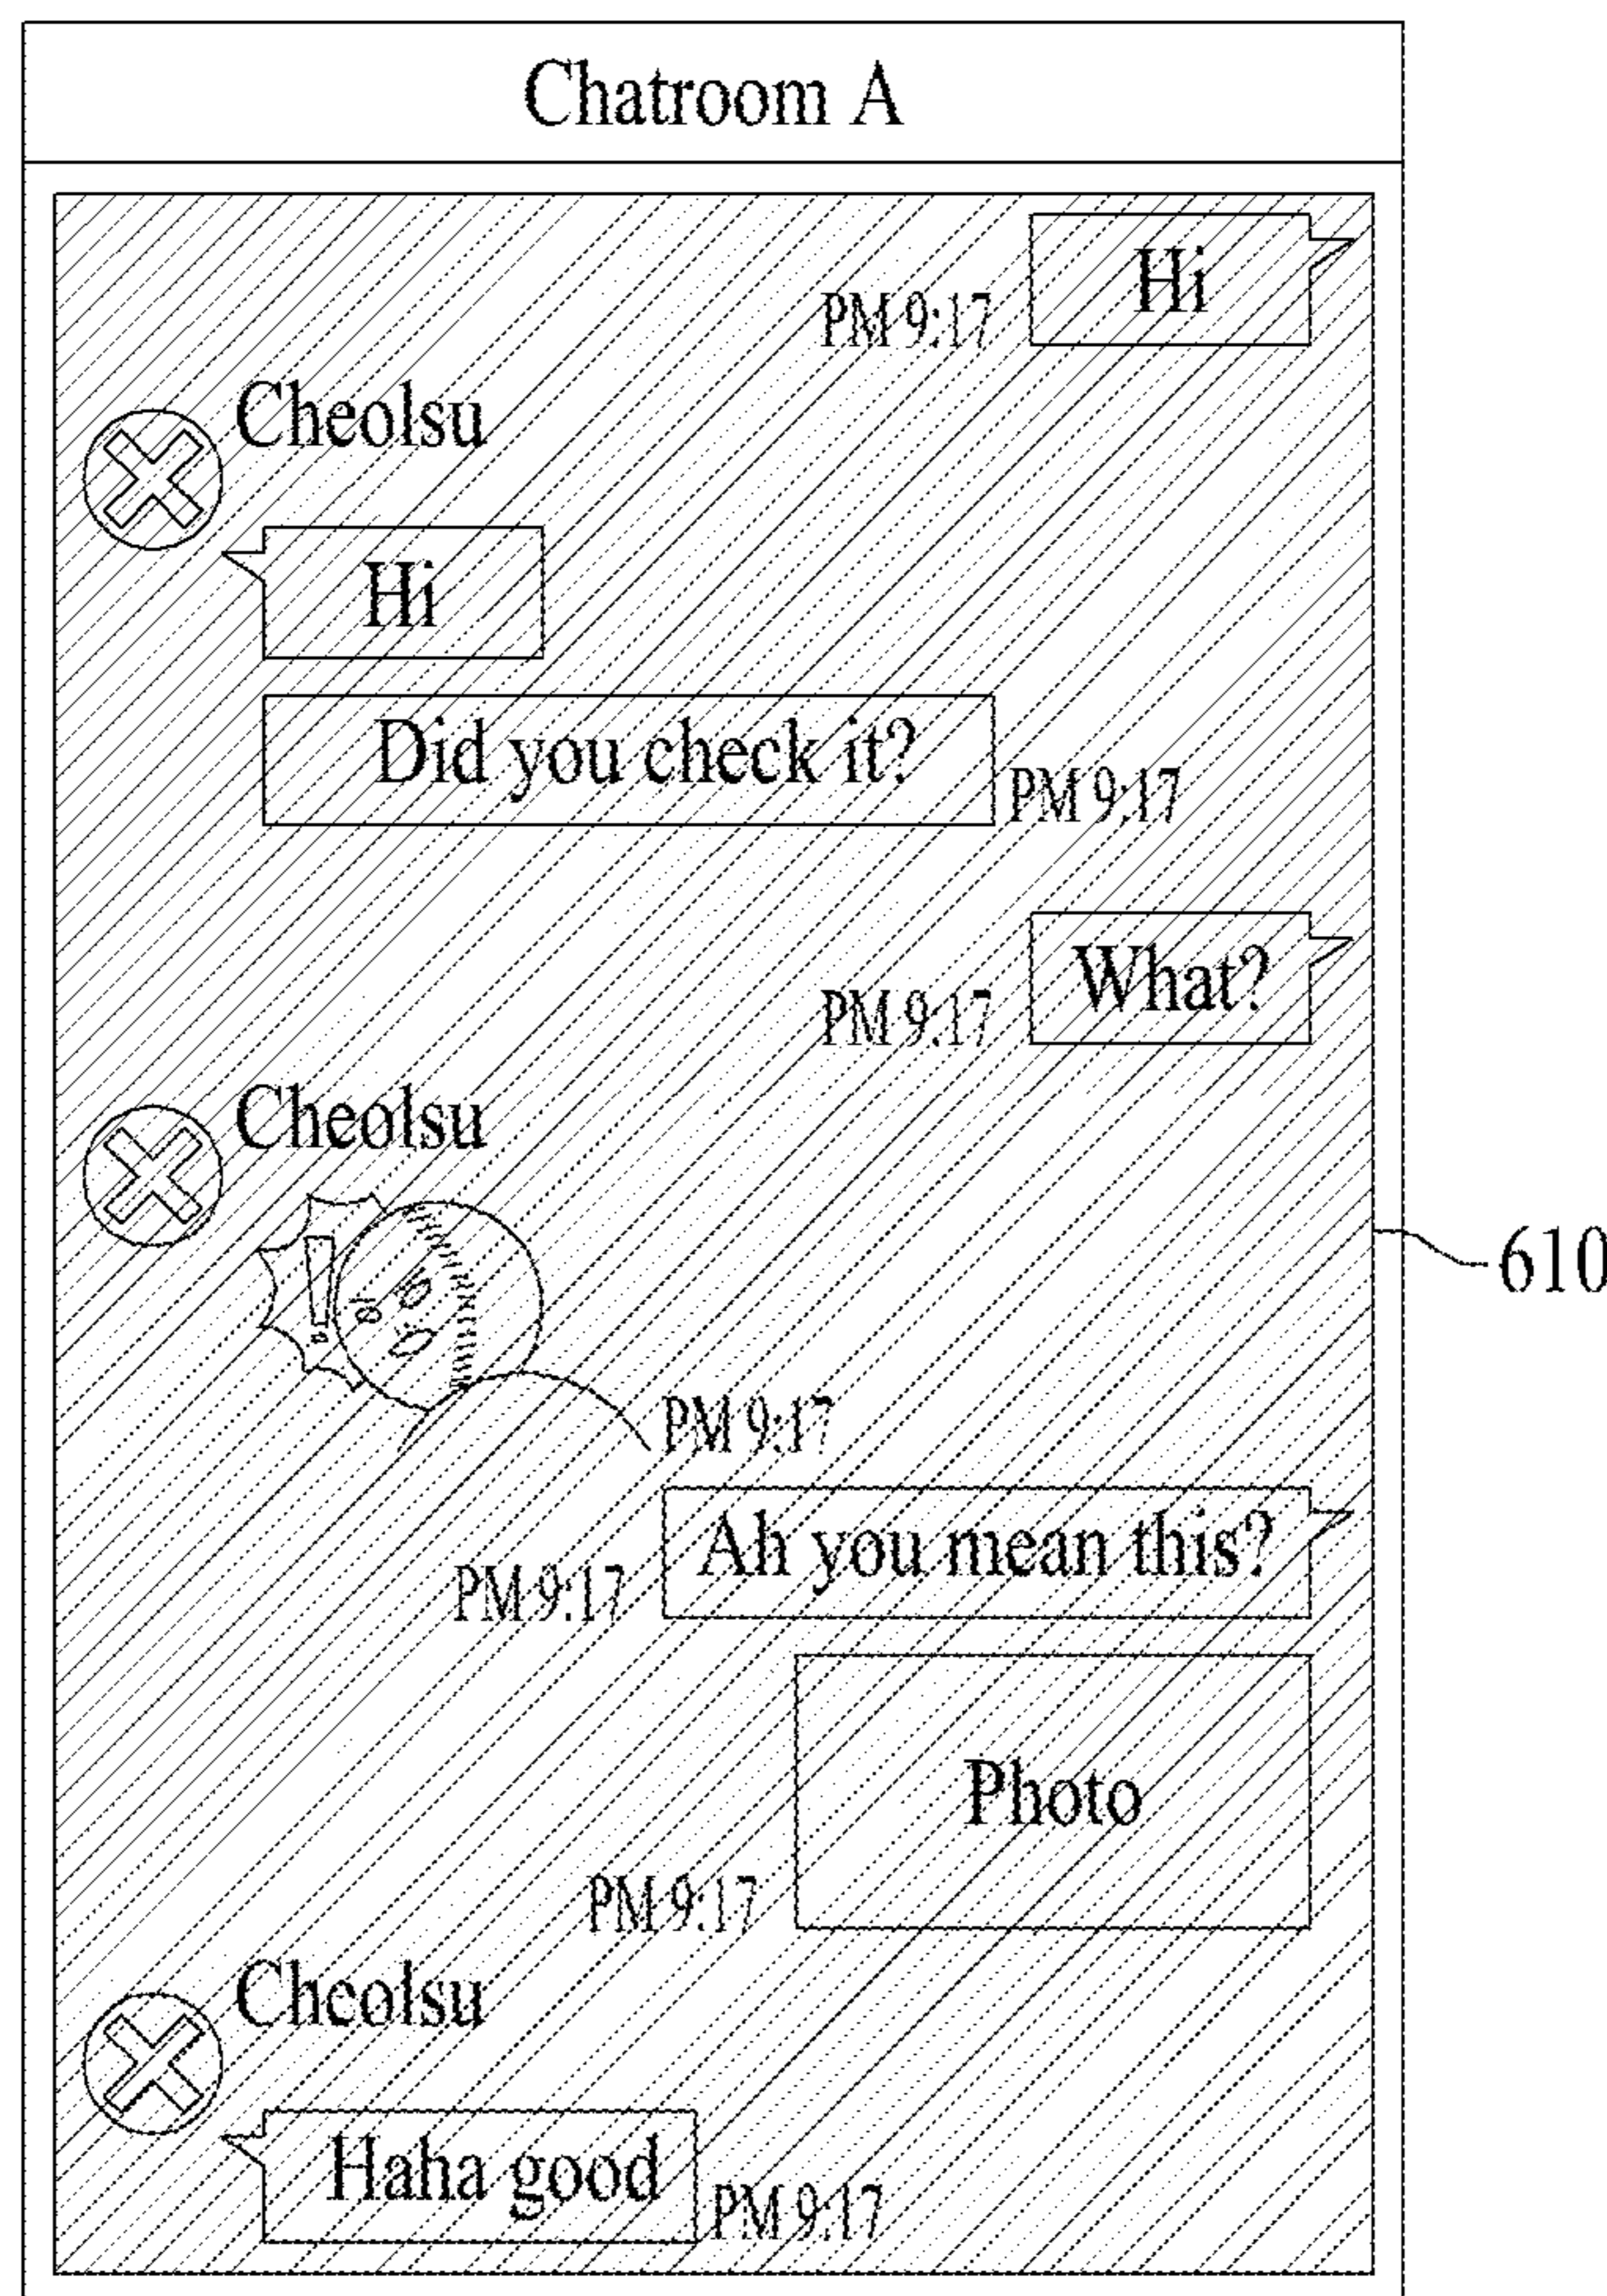 Chatroom A
Hi
PM 9:17
Cheolsu
Hi
Did you check it?
PM 9:17
What?
PM 9:17
Cheolsu
!
PM 9:17
610
Ah you mean this?
PM 9:17
Photo
PM 9:17
Cheolsu
Haha good
PM 9:17